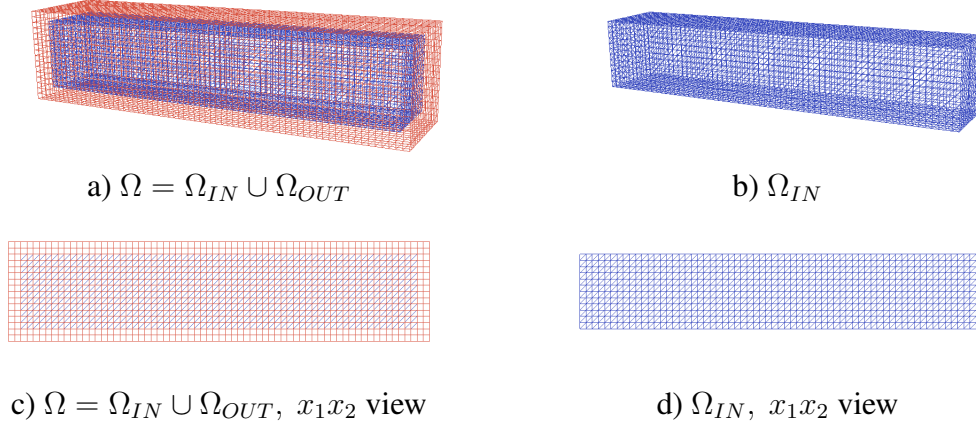 a) Ω = Ω_{IN} ∪ Ω_{OUT}
b) Ω_{IN}
c) Ω = Ω_{IN} ∪ Ω_{OUT}, x_1x_2 view
d) Ω_{IN}, x_1x_2 view